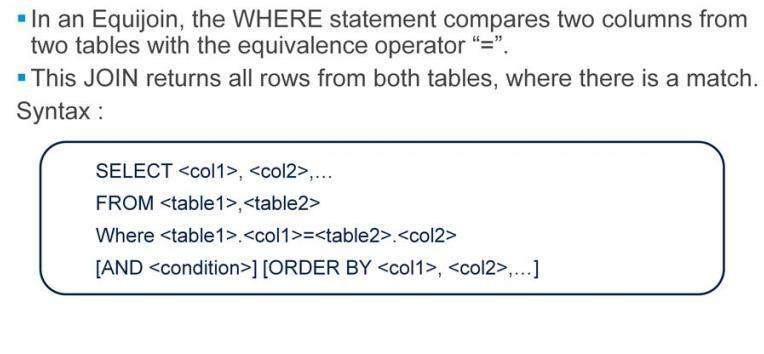 ▪ In an Equijoin, the WHERE statement compares two columns from
two tables with the equivalence operator “=”.
▪ This JOIN returns all rows from both tables, where there is a match.
Syntax :
SELECT <col1>, <col2>,...
FROM <table1>,<table2>
Where <table1>.<col1>=<table2>.<col2>
[AND <condition>] [ORDER BY <col1>, <col2>,...]